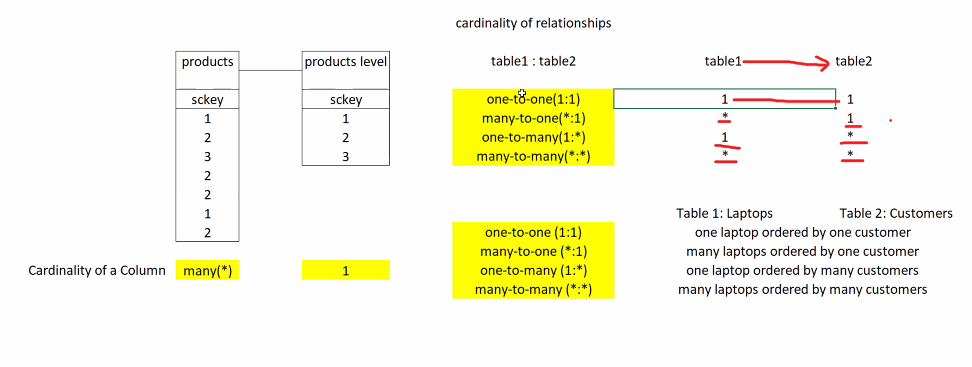 cardinality of relationships
products products level table1 : table2 table1 table2
sckey sckey one-to-one(1:1) 1 1
1 1 many-to-one(*:1) * 1
2 2 one-to-many(1:*) 1 *
3 3 many-to-many(*:*) * *
2
2
1 Table 1: Laptops Table 2: Customers
2 one-to-one (1:1) one laptop ordered by one customer
many-to-one (*:1) many laptops ordered by one customer
Cardinality of a Column many(*) 1 one-to-many (1:*) one laptop ordered by many customers
many-to-many (*:*) many laptops ordered by many customers